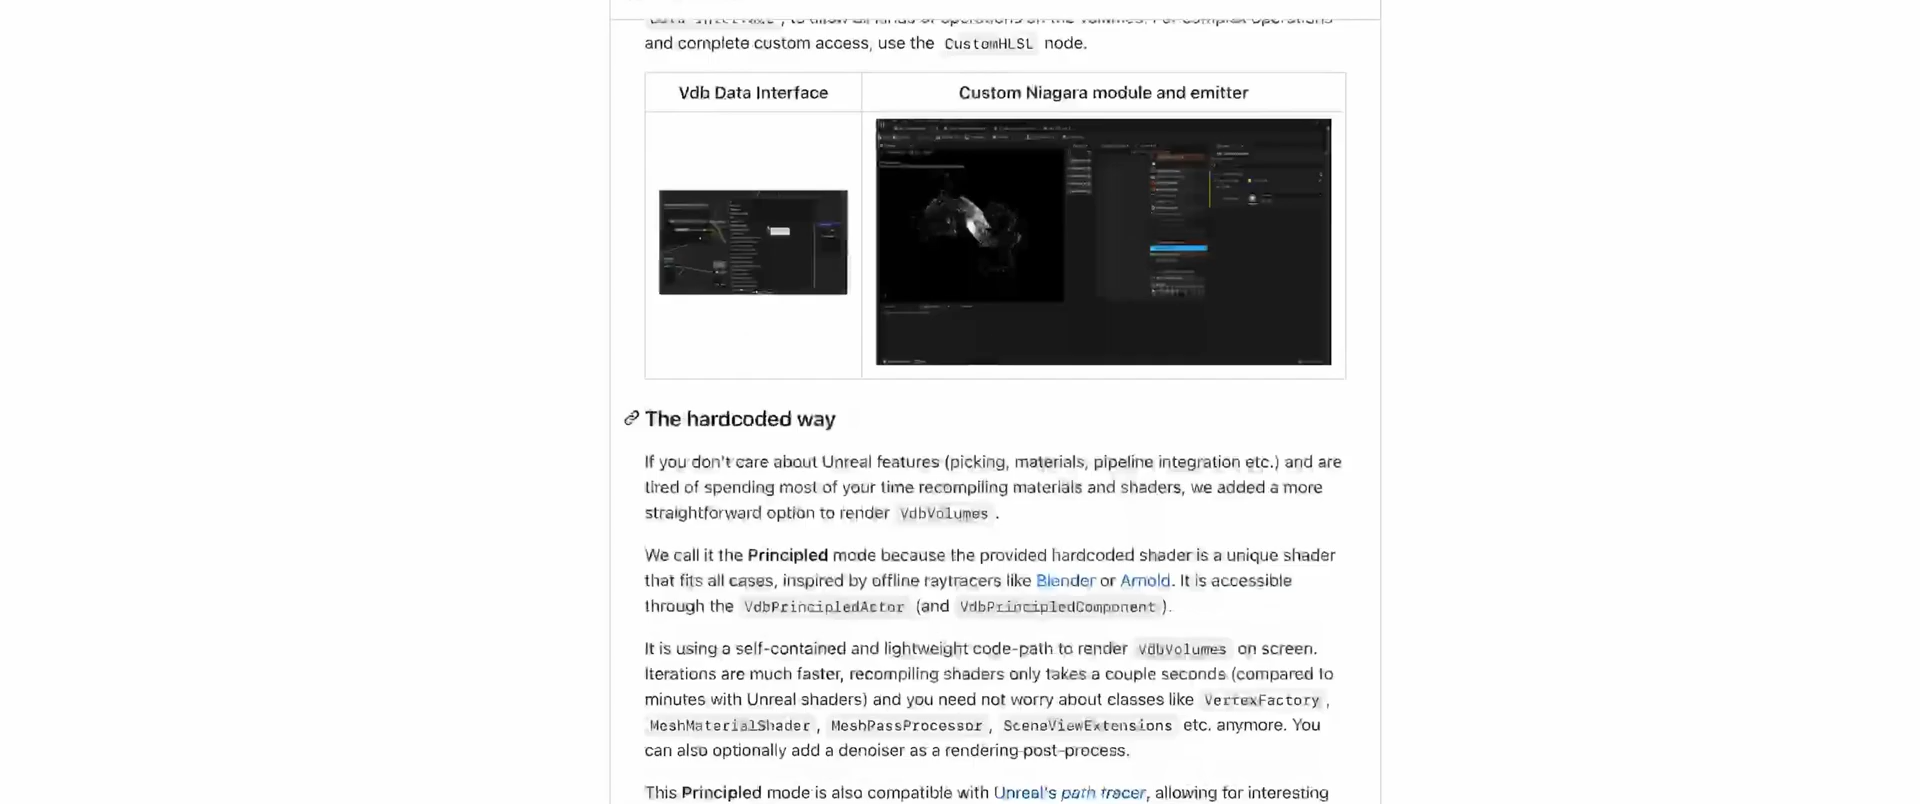 and complete custom access, use the CustomHLSL node.
Vdb Data Interface
Custom Niagara module and emitter
The hardcoded way
If you don't care about Unreal features (picking, materials, pipeline integration etc.) and are
tired of spending most of your time recompiling materials and shaders, we added a more
straightforward option to render VdbVolumes.
We call it the Principled mode because the provided hardcoded shader is a unique shader
that fits all cases, inspired by offline raytracers like Blender or Arnold. It is accessible
through the VdbPrincipledActor (and VdbPrincipledComponent).
It is using a self-contained and lightweight code-path to render VdbVolumes on screen.
Iterations are much faster, recompiling shaders only takes a couple seconds (compared to
minutes with Unreal shaders) and you need not worry about classes like VertexFactory,
MeshMaterialShader, MeshPassProcessor, SceneViewExtensions etc. anymore. You
can also optionally add a denoiser as a rendering post-process.
This Principled mode is also compatible with Unreal's path tracer, allowing for interesting